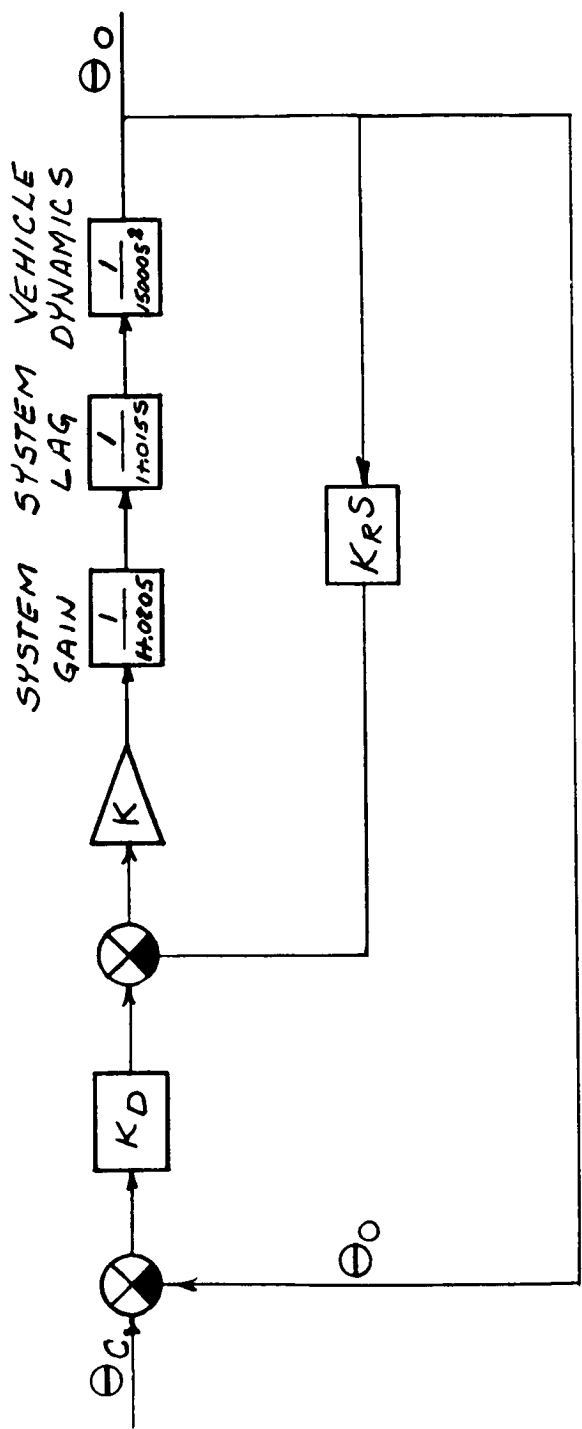 SYSTEM GAIN
SYSTEM LAG
VEHICLE DYNAMICS
θC
KD
K
1
1+.020S
1
1+.015S
1
15000S²
θO
KRS
θO